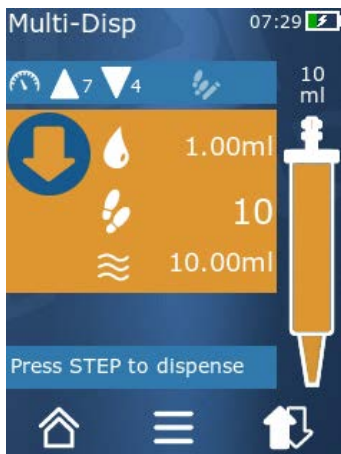 Multi-Disp 07:29
7 4
10
ml
1.00ml
10
10.00ml
Press STEP to dispense